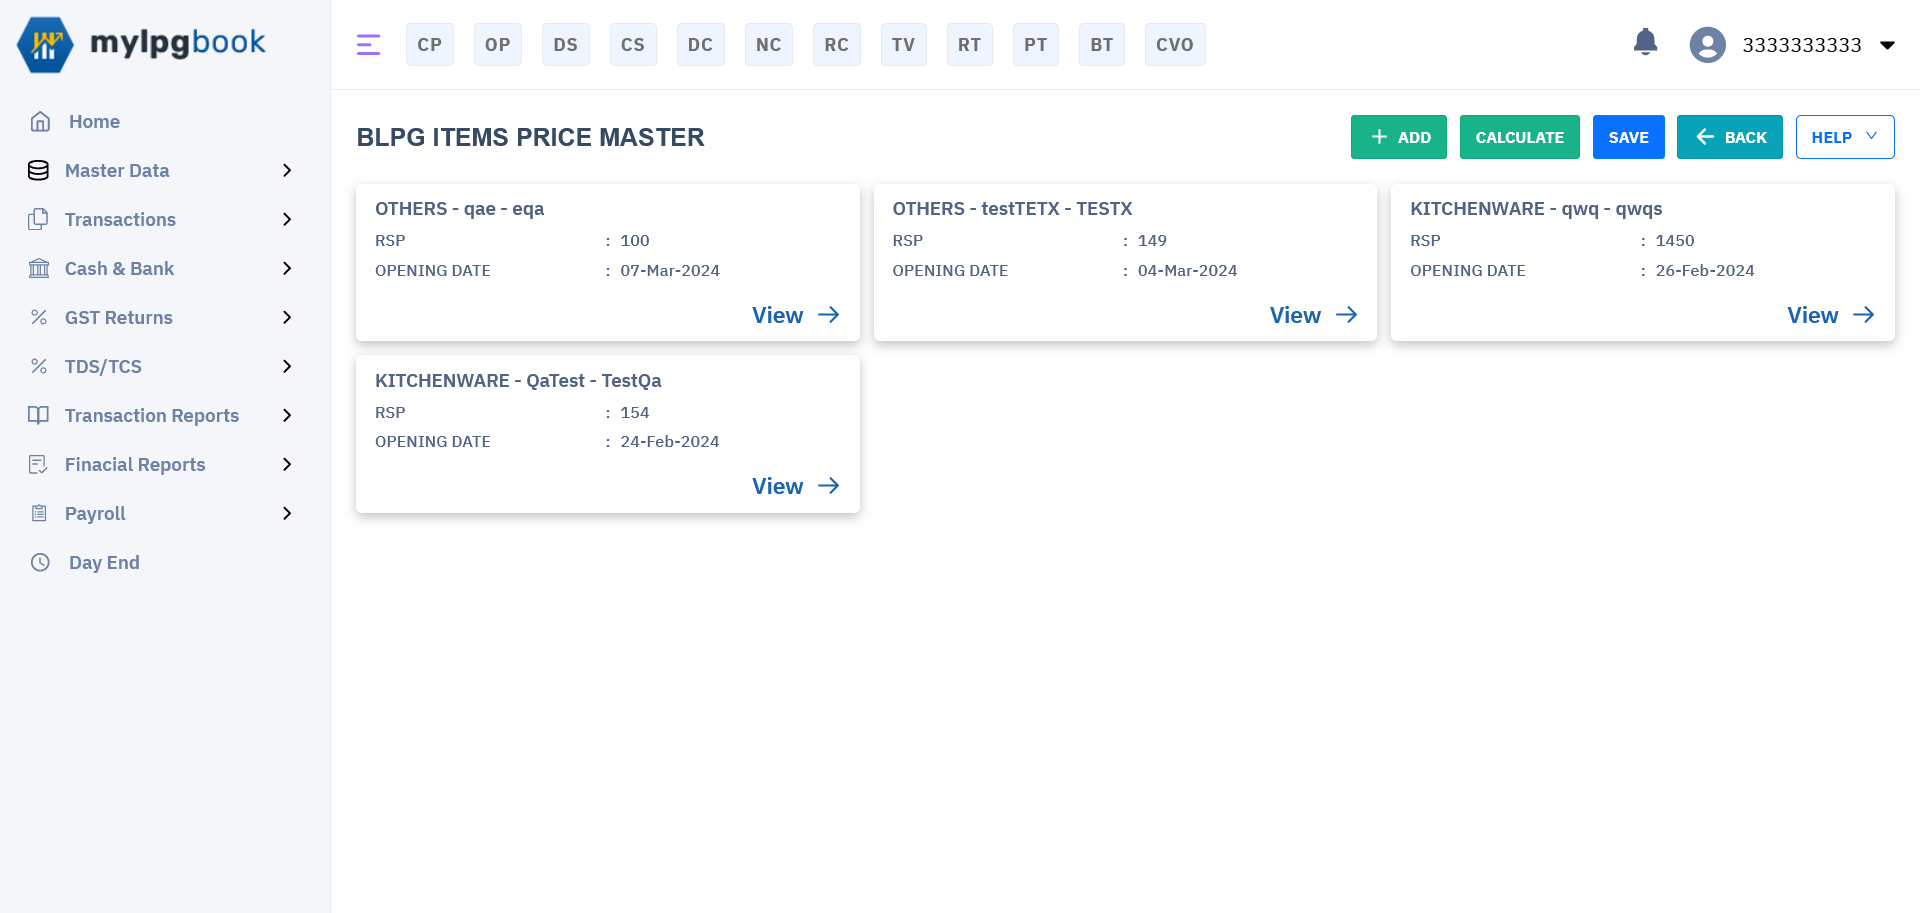 mylpgbook
CP OP DS CS DC NC RC TV RT PT BT CVO
3333333333
Home
Master Data
Transactions
Cash & Bank
GST Returns
TDS/TCS
Transaction Reports
Finacial Reports
Payroll
Day End
BLPG ITEMS PRICE MASTER
ADD CALCULATE SAVE BACK HELP
OTHERS - qae - eqa
RSP : 100
OPENING DATE : 07-Mar-2024
View
OTHERS - testTETX - TESTX
RSP : 149
OPENING DATE : 04-Mar-2024
View
KITCHENWARE - qwq - qwqs
RSP : 1450
OPENING DATE : 26-Feb-2024
View
KITCHENWARE - QaTest - TestQa
RSP : 154
OPENING DATE : 24-Feb-2024
View